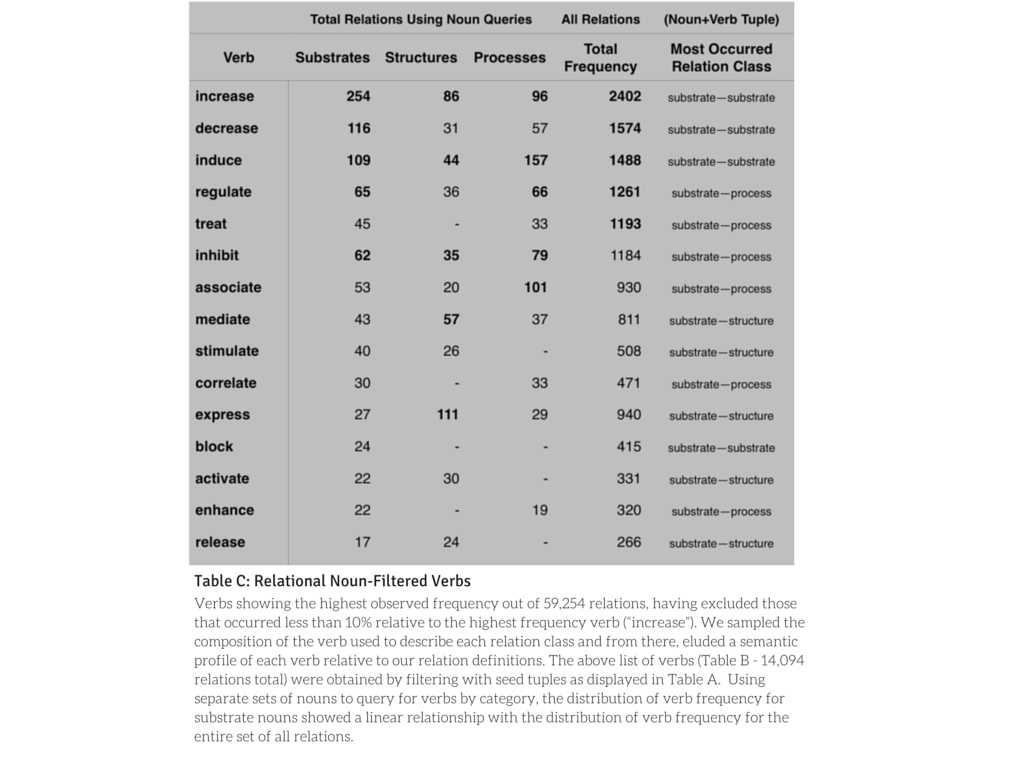 Total Relations Using Noun Queries All Relations (Noun+Verb Tuple)
Verb Substrates Structures Processes Total Frequency Most Occurred Relation Class
increase 254 86 96 2402 substrate—substrate
decrease 116 31 57 1574 substrate—substrate
induce 109 44 157 1488 substrate—substrate
regulate 65 36 66 1261 substrate—process
treat 45 - 33 1193 substrate—process
inhibit 62 35 79 1184 substrate—process
associate 53 20 101 930 substrate—process
mediate 43 57 37 811 substrate—structure
stimulate 40 26 - 508 substrate—structure
correlate 30 - 33 471 substrate—process
express 27 111 29 940 substrate—structure
block 24 - - 415 substrate—substrate
activate 22 30 - 331 substrate—structure
enhance 22 - 19 320 substrate—process
release 17 24 - 266 substrate—structure
Table C: Relational Noun-Filtered Verbs
Verbs showing the highest observed frequency out of 59,254 relations, having excluded those
that occurred less than 10% relative to the highest frequency verb (“increase”). We sampled the
composition of the verb used to describe each relation class and from there, eluded a semantic
profile of each verb relative to our relation definitions. The above list of verbs (Table B - 14,094
relations total) were obtained by filtering with seed tuples as displayed in Table A. Using
separate sets of nouns to query for verbs by category, the distribution of verb frequency for
substrate nouns showed a linear relationship with the distribution of verb frequency for the
entire set of all relations.